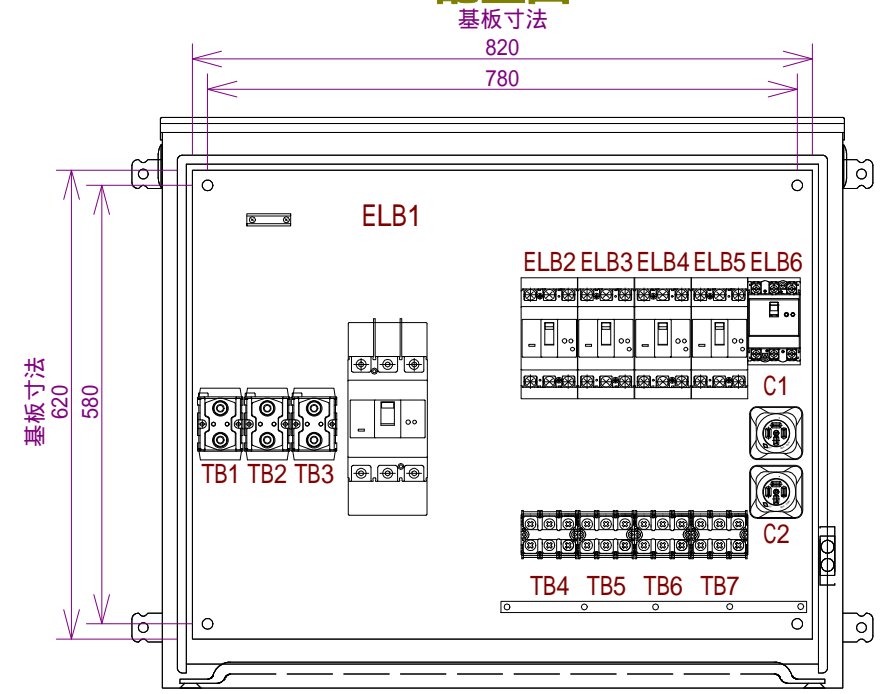 基板寸法
820
780
ELB1
ELB2 ELB3 ELB4 ELB5 ELB6
基板寸法
620
580
C1
TB1 TB2 TB3
C2
TB4 TB5 TB6 TB7